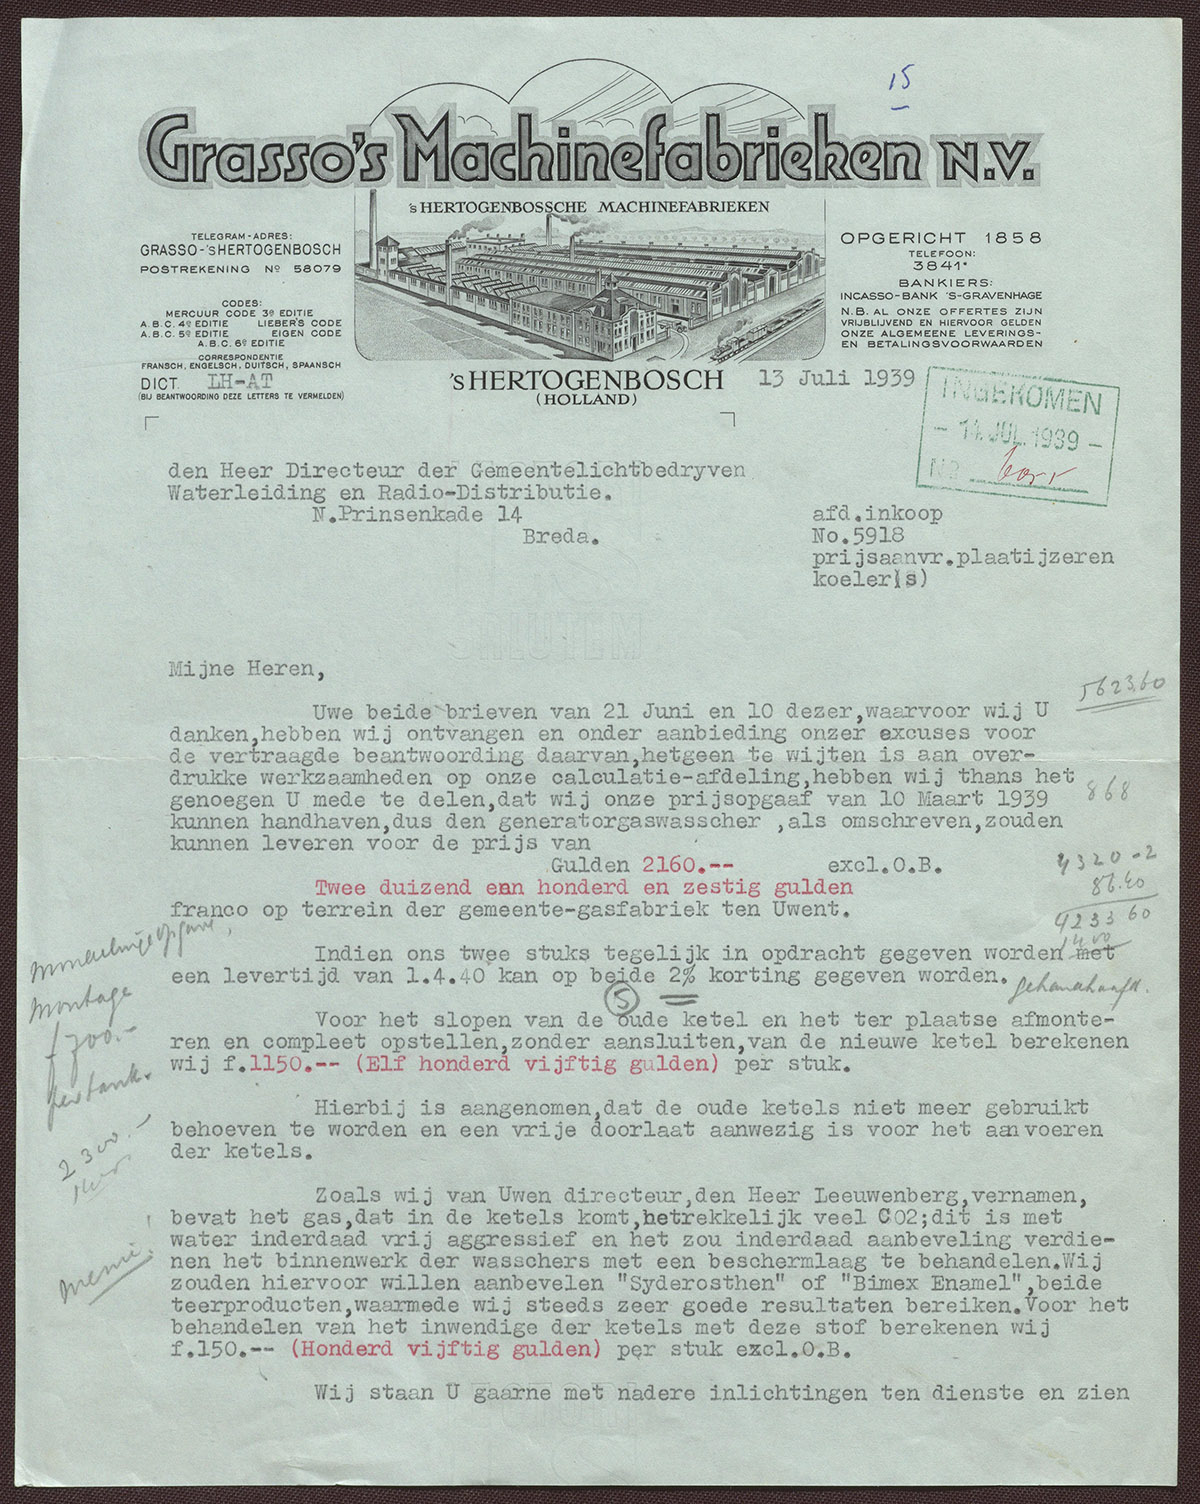 15
Grasso's Machinefabrieken N.V.
'sHERTOGENBOSSCHE MACHINEFABRIEKEN
TELEGRAM-ADRES:
GRASSO-'SHERTOGENBOSCH
POSTREKENING Nº 58079
CODES:
MERCUUR CODE 3e EDITIE
A.B.C. 4e EDITIE LIEBER'S CODE
A.B.C. 5e EDITIE EIGEN CODE
A.B.C. 6e EDITIE
CORRESPONDENTIE
FRANSCH, ENGELSCH, DUITSCH, SPAANSCH
DICT. LH-AT
(BIJ BEANTWOORDING DEZE LETTERS TE VERMELDEN)
OPGERICHT 1858
TELEFOON:
3841*
BANKIERS:
INCASSO-BANK 'S-GRAVENHAGE
N.B. AL ONZE OFFERTES ZIJN
VRIJBLIJVEND EN HIERVOOR GELDEN
ONZE ALGEMEENE LEVERINGS-
EN BETALINGSVOORWAARDEN
'sHERTOGENBOSCH
(HOLLAND)
13 Juli 1939
INGEKOMEN
- 14 JUL. 1939 -
NR.
den Heer Directeur der Gemeentelichtbedryven
Waterleiding en Radio-Distributie.
N.Prinsenkade 14
Breda.
afd.inkoop
No.5918
prijsaanvr.plaatijzeren
koeler(s)
Mijne Heren,
5623.60
Uwe beide brieven van 21 Juni en 10 dezer,waarvoor wij U
danken,hebben wij ontvangen en onder aanbieding onzer excuses voor
de vertraagde beantwoording daarvan,hetgeen te wijten is aan over-
drukke werkzaamheden op onze calculatie-afdeling,hebben wij thans het
genoegen U mede te delen,dat wij onze prijsopgaaf van 10 Maart 1939
868
kunnen handhaven,dus den generatorgaswasscher ,als omschreven,zouden
kunnen leveren voor de prijs van
Gulden 2160.-- excl.O.B.
4320-2
Twee duizend een honderd en zestig gulden
86.40
franco op terrein der gemeente-gasfabriek ten Uwent.
4233 60
1400
Indien ons twee stuks tegelijk in opdracht gegeven worden met
een levertijd van 1.4.40 kan op beide 2% korting gegeven worden.
gehandhaafd.
5
Montage
f 700.-
per tank.
Voor het slopen van de oude ketel en het ter plaatse afmonte-
ren en compleet opstellen,zonder aansluiten,van de nieuwe ketel berekenen
wij f.1150.-- (Elf honderd vijftig gulden) per stuk.
Hierbij is aangenomen,dat de oude ketels niet meer gebruikt
behoeven te worden en een vrije doorlaat aanwezig is voor het aanvoeren
der ketels.
2300.-
1400
Zoals wij van Uwen directeur,den Heer Leeuwenberg,vernamen,
bevat het gas,dat in de ketels komt,betrekkelijk veel CO2;dit is met
water inderdaad vrij aggressief en het zou inderdaad aanbeveling verdie-
nen het binnenwerk der wasschers met een beschermlaag te behandelen.Wij
menie
zouden hiervoor willen aanbevelen "Syderosthen" of "Bimex Enamel",beide
teerproducten,waarmede wij steeds zeer goede resultaten bereiken.Voor het
behandelen van het inwendige der ketels met deze stof berekenen wij
f.150.-- (Honderd vijftig gulden) per stuk excl.O.B.
Wij staan U gaarne met nadere inlichtingen ten dienste en zien